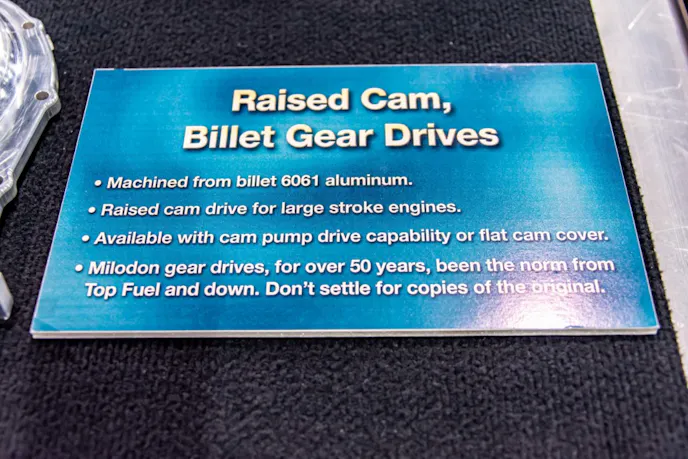 Raised Cam,
Billet Gear Drives
• Machined from billet 6061 aluminum.
• Raised cam drive for large stroke engines.
• Available with cam pump drive capability or flat cam cover.
• Milodon gear drives, for over 50 years, been the norm from
Top Fuel and down. Don't settle for copies of the original.